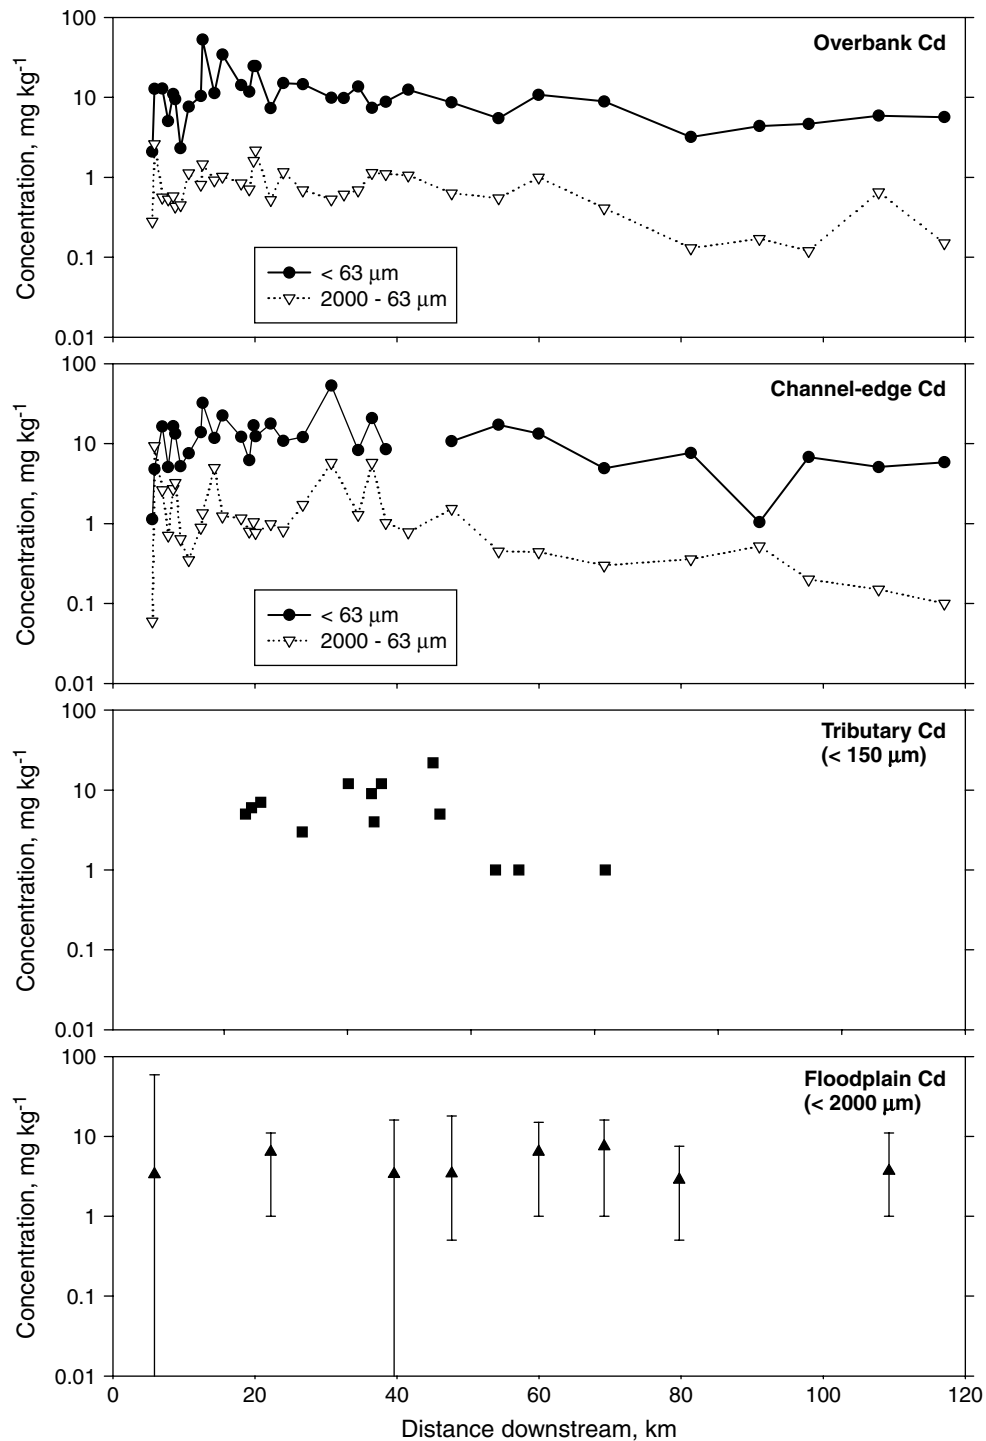 100
10
1
0.1
0.01
Concentration, mg kg-1
Overbank Cd
< 63 μm
2000 - 63 μm
100
10
1
0.1
0.01
Concentration, mg kg-1
Channel-edge Cd
< 63 μm
2000 - 63 μm
100
10
1
0.1
0.01
Concentration, mg kg-1
Tributary Cd
(< 150 μm)
100
10
1
0.1
0.01
Concentration, mg kg-1
Floodplain Cd
(< 2000 μm)
0 20 40 60 80 100 120
Distance downstream, km